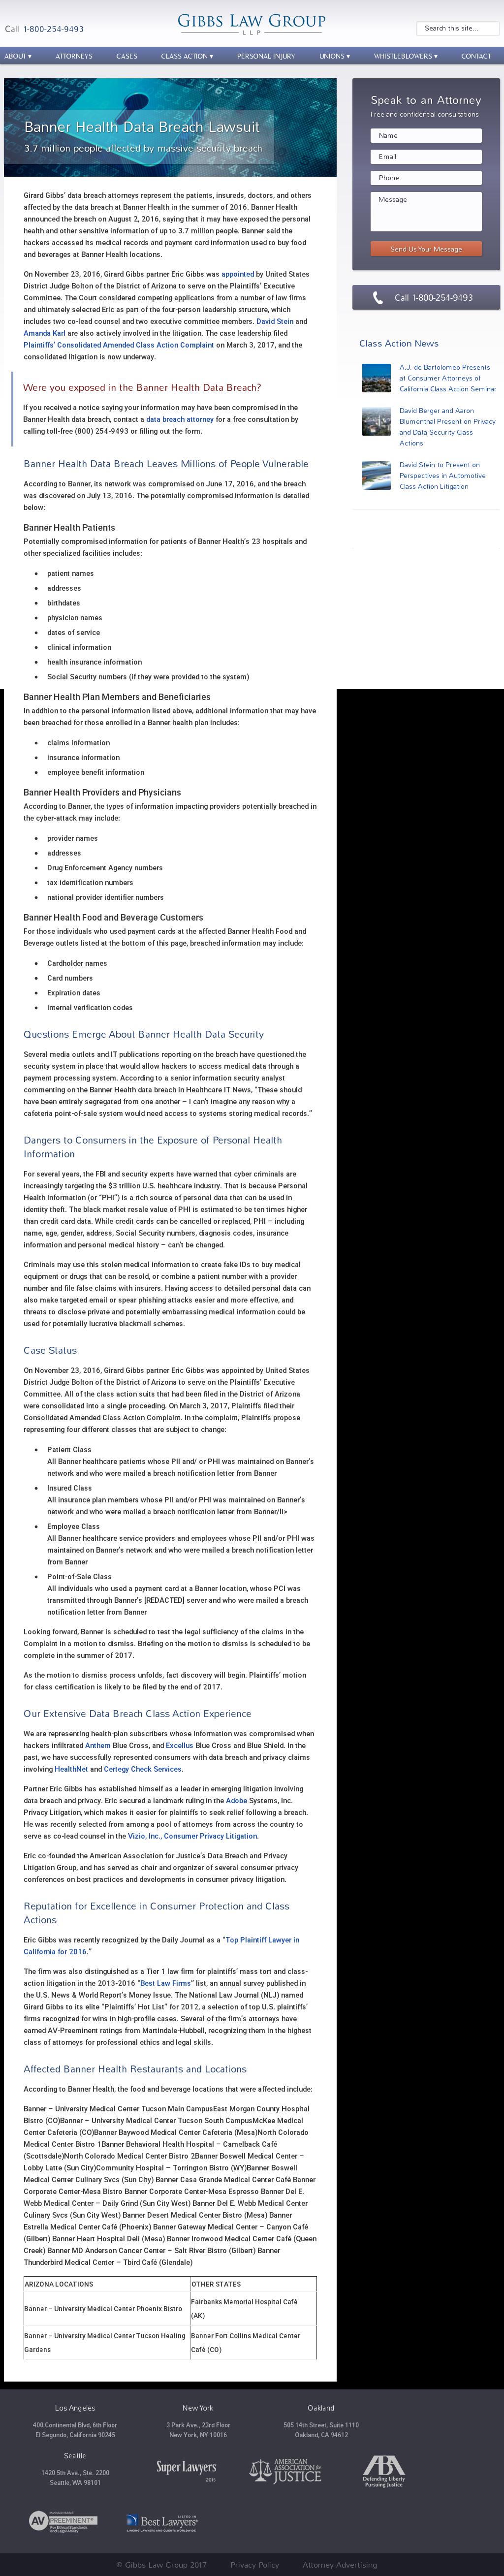 Call 1-800-254-9493
GIBBS LAW GROUP
LLP
Search this site...
ABOUT ▾ ATTORNEYS CASES CLASS ACTION ▾ PERSONAL INJURY UNIONS ▾ WHISTLEBLOWERS ▾ CONTACT
Banner Health Data Breach Lawsuit
3.7 million people affected by massive security breach
Girard Gibbs' data breach attorneys represent the patients, insureds, doctors, and others
affected by the data breach at Banner Health in the summer of 2016. Banner Health
announced the breach on August 2, 2016, saying that it may have exposed the personal
health and other sensitive information of up to 3.7 million people. Banner said the
hackers accessed its medical records and payment card information used to buy food
and beverages at Banner Health locations.
On November 23, 2016, Girard Gibbs partner Eric Gibbs was appointed by United States
District Judge Bolton of the District of Arizona to serve on the Plaintiffs' Executive
Committee. The Court considered competing applications from a number of law firms
and ultimately selected Eric as part of the four-person leadership structure, which
includes two co-lead counsel and two executive committee members. David Stein and
Amanda Karl are also actively involved in the litigation. The case leadership filed
Plaintiffs' Consolidated Amended Class Action Complaint on March 3, 2017, and the
consolidated litigation is now underway.
Were you exposed in the Banner Health Data Breach?
If you received a notice saying your information may have been compromised in the
Banner Health data breach, contact a data breach attorney for a free consultation by
calling toll-free (800) 254-9493 or filling out the form.
Banner Health Data Breach Leaves Millions of People Vulnerable
According to Banner, its network was compromised on June 17, 2016, and the breach
was discovered on July 13, 2016. The potentially compromised information is detailed
below:
Banner Health Patients
Potentially compromised information for patients of Banner Health's 23 hospitals and
other specialized facilities includes:
• patient names
• addresses
• birthdates
• physician names
• dates of service
• clinical information
• health insurance information
• Social Security numbers (if they were provided to the system)
Banner Health Plan Members and Beneficiaries
In addition to the personal information listed above, additional information that may have
been breached for those enrolled in a Banner health plan includes:
• claims information
• insurance information
• employee benefit information
Banner Health Providers and Physicians
According to Banner, the types of information impacting providers potentially breached in
the cyber-attack may include:
• provider names
• addresses
• Drug Enforcement Agency numbers
• tax identification numbers
• national provider identifier numbers
Banner Health Food and Beverage Customers
For those individuals who used payment cards at the affected Banner Health Food and
Beverage outlets listed at the bottom of this page, breached information may include:
• Cardholder names
• Card numbers
• Expiration dates
• Internal verification codes
Questions Emerge About Banner Health Data Security
Several media outlets and IT publications reporting on the breach have questioned the
security system in place that would allow hackers to access medical data through a
payment processing system. According to a senior information security analyst
commenting on the Banner Health data breach in Healthcare IT News, "These should
have been entirely segregated from one another – I can't imagine any reason why a
cafeteria point-of-sale system would need access to systems storing medical records."
Dangers to Consumers in the Exposure of Personal Health
Information
For several years, the FBI and security experts have warned that cyber criminals are
increasingly targeting the $3 trillion U.S. healthcare industry. That is because Personal
Health Information (or "PHI") is a rich source of personal data that can be used in
identity theft. The black market resale value of PHI is estimated to be ten times higher
than credit card data. While credit cards can be cancelled or replaced, PHI – including
name, age, gender, address, Social Security numbers, diagnosis codes, insurance
information and personal medical history – can't be changed.
Criminals may use this stolen medical information to create fake IDs to buy medical
equipment or drugs that can be resold, or combine a patient number with a provider
number and file false claims with insurers. Having access to detailed personal data can
also make targeted email or spear phishing attacks easier and more effective, and
threats to disclose private and potentially embarrassing medical information could be
used for potentially lucrative blackmail schemes.
Case Status
On November 23, 2016, Girard Gibbs partner Eric Gibbs was appointed by United States
District Judge Bolton of the District of Arizona to serve on the Plaintiffs' Executive
Committee. All of the class action suits that had been filed in the District of Arizona
were consolidated into a single proceeding. On March 3, 2017, Plaintiffs filed their
Consolidated Amended Class Action Complaint. In the complaint, Plaintiffs propose
representing four different classes that are subject to change:
• Patient Class
All Banner healthcare patients whose PII and/ or PHI was maintained on Banner's
network and who were mailed a breach notification letter from Banner
• Insured Class
All insurance plan members whose PII and/or PHI was maintained on Banner's
network and who were mailed a breach notification letter from Banner/li>
• Employee Class
All Banner healthcare service providers and employees whose PII and/or PHI was
maintained on Banner's network and who were mailed a breach notification letter
from Banner
• Point-of-Sale Class
All individuals who used a payment card at a Banner location, whose PCI was
transmitted through Banner's [REDACTED] server and who were mailed a breach
notification letter from Banner
Looking forward, Banner is scheduled to test the legal sufficiency of the claims in the
Complaint in a motion to dismiss. Briefing on the motion to dismiss is scheduled to be
complete in the summer of 2017.
As the motion to dismiss process unfolds, fact discovery will begin. Plaintiffs' motion
for class certification is likely to be filed by the end of 2017.
Our Extensive Data Breach Class Action Experience
We are representing health-plan subscribers whose information was compromised when
hackers infiltrated Anthem Blue Cross, and Excellus Blue Cross and Blue Shield. In the
past, we have successfully represented consumers with data breach and privacy claims
involving HealthNet and Certegy Check Services.
Partner Eric Gibbs has established himself as a leader in emerging litigation involving
data breach and privacy. Eric secured a landmark ruling in the Adobe Systems, Inc.
Privacy Litigation, which makes it easier for plaintiffs to seek relief following a breach.
He was recently selected from among a pool of attorneys from across the country to
serve as co-lead counsel in the Vizio, Inc., Consumer Privacy Litigation.
Eric co-founded the American Association for Justice's Data Breach and Privacy
Litigation Group, and has served as chair and organizer of several consumer privacy
conferences on best practices and developments in consumer privacy litigation.
Reputation for Excellence in Consumer Protection and Class
Actions
Eric Gibbs was recently recognized by the Daily Journal as a "Top Plaintiff Lawyer in
California for 2016."
The firm was also distinguished as a Tier 1 law firm for plaintiffs' mass tort and class-
action litigation in the 2013-2016 "Best Law Firms" list, an annual survey published in
the U.S. News & World Report's Money Issue. The National Law Journal (NLJ) named
Girard Gibbs to its elite "Plaintiffs' Hot List" for 2012, a selection of top U.S. plaintiffs'
firms recognized for wins in high-profile cases. Several of the firm's attorneys have
earned AV-Preeminent ratings from Martindale-Hubbell, recognizing them in the highest
class of attorneys for professional ethics and legal skills.
Affected Banner Health Restaurants and Locations
According to Banner Health, the food and beverage locations that were affected include:
Banner – University Medical Center Tucson Main CampusEast Morgan County Hospital
Bistro (CO)Banner – University Medical Center Tucson South CampusMcKee Medical
Center Cafeteria (CO)Banner Baywood Medical Center Cafeteria (Mesa)North Colorado
Medical Center Bistro 1Banner Behavioral Health Hospital – Camelback Café
(Scottsdale)North Colorado Medical Center Bistro 2Banner Boswell Medical Center –
Lobby Latte (Sun City)Community Hospital – Torrington Bistro (WY)Banner Boswell
Medical Center Culinary Svcs (Sun City) Banner Casa Grande Medical Center Café Banner
Corporate Center-Mesa Bistro Banner Corporate Center-Mesa Espresso Banner Del E.
Webb Medical Center – Daily Grind (Sun City West) Banner Del E. Webb Medical Center
Culinary Svcs (Sun City West) Banner Desert Medical Center Bistro (Mesa) Banner
Estrella Medical Center Café (Phoenix) Banner Gateway Medical Center – Canyon Café
(Gilbert) Banner Heart Hospital Deli (Mesa) Banner Ironwood Medical Center Café (Queen
Creek) Banner MD Anderson Cancer Center – Salt River Bistro (Gilbert) Banner
Thunderbird Medical Center – Tbird Café (Glendale)
ARIZONA LOCATIONS OTHER STATES
Banner – University Medical Center Phoenix Bistro
Fairbanks Memorial Hospital Café
(AK)
Banner – University Medical Center Tucson Healing
Gardens
Banner Fort Collins Medical Center
Café (CO)
Speak to an Attorney
Free and confidential consultations
Name
Email
Phone
Message
Send Us Your Message
Call 1-800-254-9493
Class Action News
A.J. de Bartolomeo Presents
at Consumer Attorneys of
California Class Action Seminar
David Berger and Aaron
Blumenthal Present on Privacy
and Data Security Class
Actions
David Stein to Present on
Perspectives in Automotive
Class Action Litigation
Los Angeles
400 Continental Blvd, 6th Floor
El Segundo, California 90245
New York
3 Park Ave., 23rd Floor
New York, NY 10016
Oakland
505 14th Street, Suite 1110
Oakland, CA 94612
Seattle
1420 5th Ave., Ste. 2200
Seattle, WA 98101
Super Lawyers
2015
AMERICAN
ASSOCIATION for
JUSTICE
ABA
Defending Liberty
Pursuing Justice
AV
PREEMINENT
For Ethical Standards
and Legal Ability
LISTED IN
Best Lawyers
LINKING LAWYERS AND CLIENTS WORLDWIDE
© Gibbs Law Group 2017 Privacy Policy Attorney Advertising